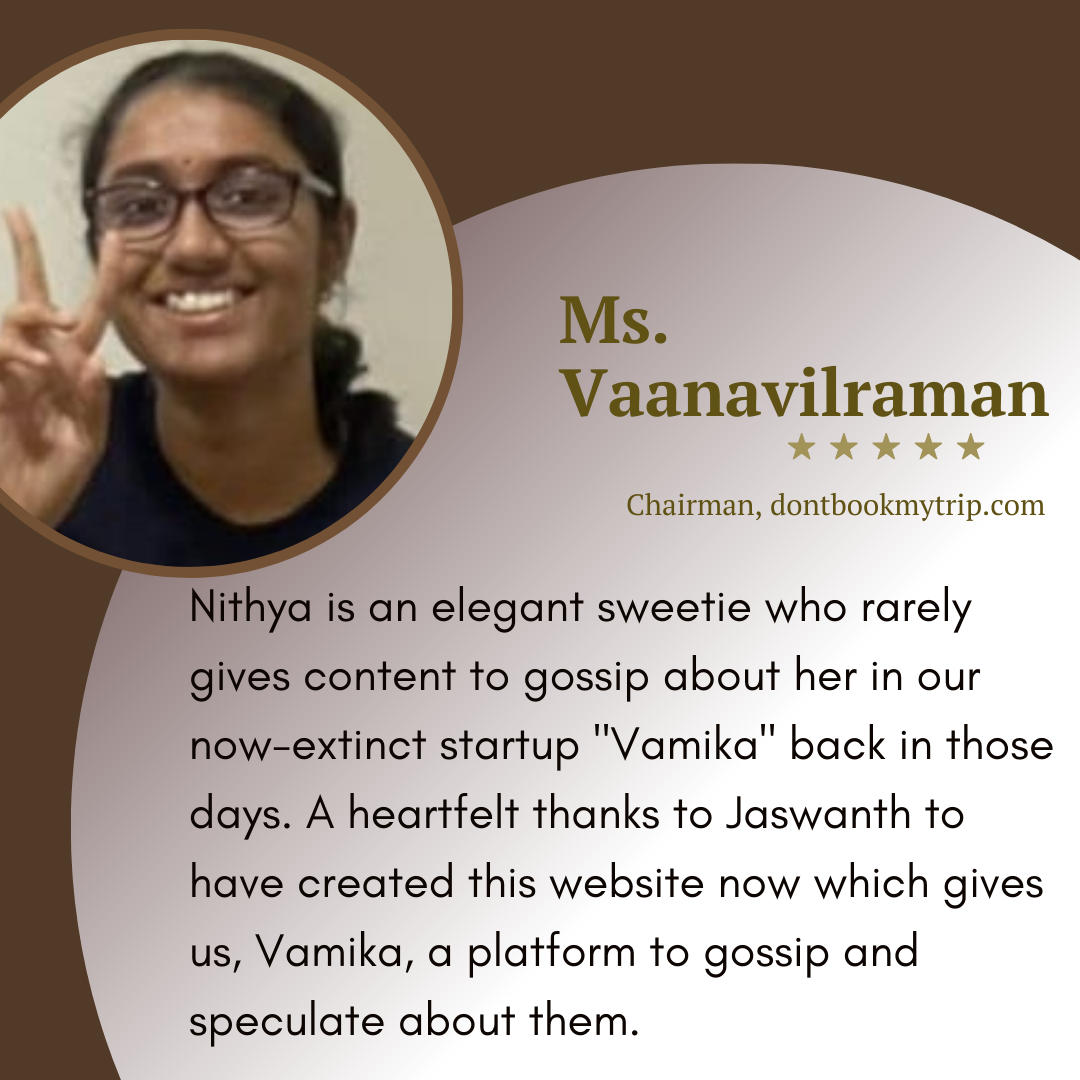 Ms.
Vaanavilraman
★★★★★
Chairman, dontbookmytrip.com
Nithya is an elegant sweetie who rarely
gives content to gossip about her in our
now-extinct startup "Vamika" back in those
days. A heartfelt thanks to Jaswanth to
have created this website now which gives
us, Vamika, a platform to gossip and
speculate about them.